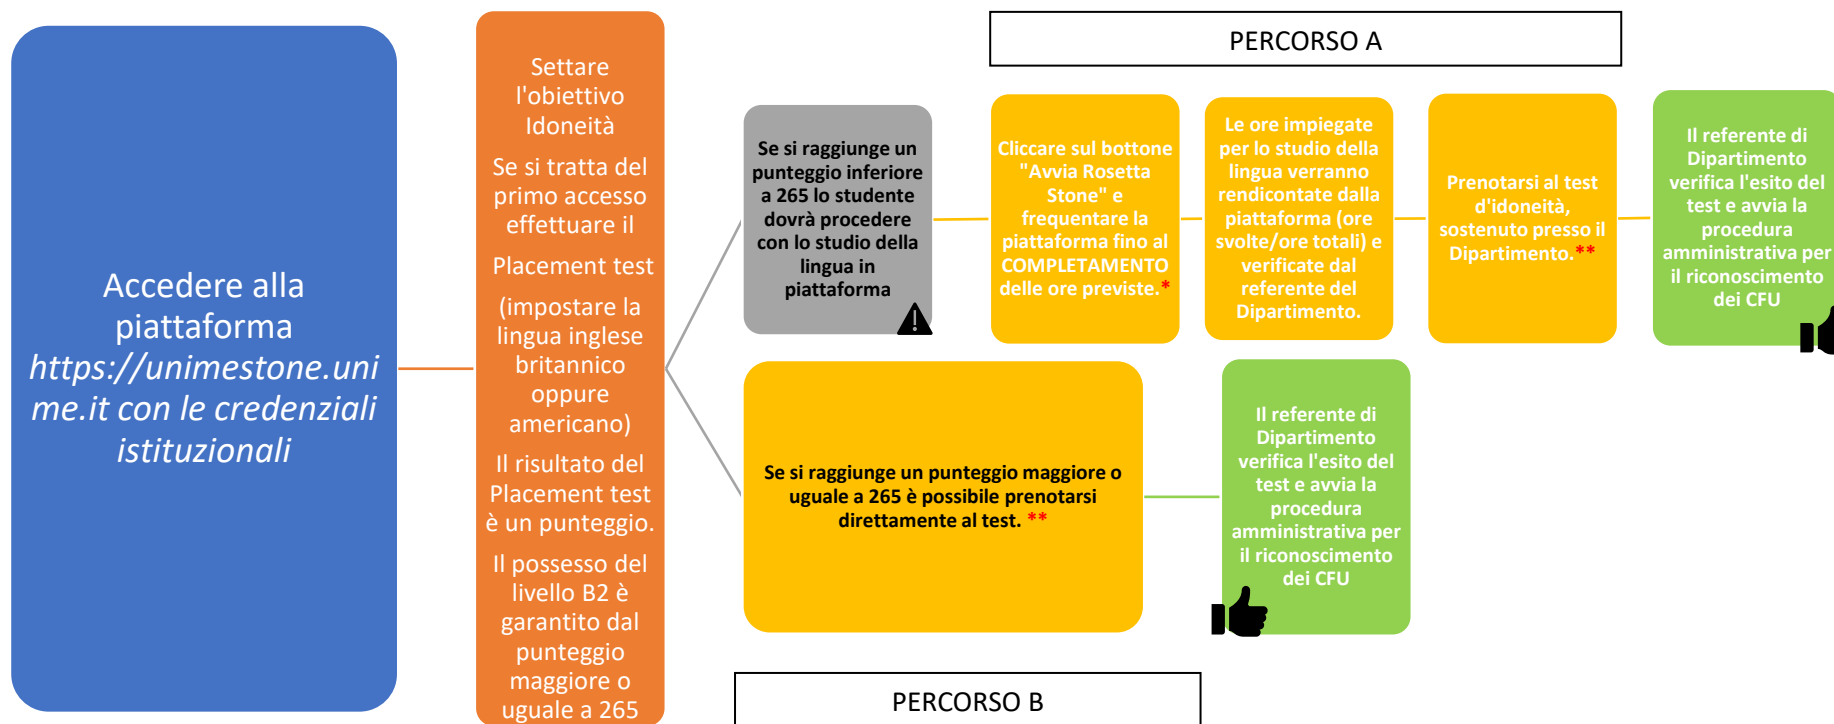 Accedere alla
piattaforma
https://unimestone.uni
me.it con le credenziali
istituzionali
Settare
l'obiettivo
Idoneità
Se si tratta del
primo accesso
effettuare il
Placement test
(impostare la
lingua inglese
britannico
oppure
americano)
Il risultato del
Placement test
è un punteggio.
Il possesso del
livello B2 è
garantito dal
punteggio
maggiore o
uguale a 265
PERCORSO A
Se si raggiunge un
punteggio inferiore
a 265 lo studente
dovrà procedere
con lo studio della
lingua in
piattaforma
Cliccare sul bottone
"Avvia Rosetta
Stone" e
frequentare la
piattaforma fino al
COMPLETAMENTO
delle ore previste.*
Le ore impiegate
per lo studio della
lingua verranno
rendicontate dalla
piattaforma (ore
svolte/ore totali) e
verificate dal
referente del
Dipartimento.
Prenotarsi al test
d'idoneità,
sostenuto presso il
Dipartimento.**
Il referente di
Dipartimento
verifica l'esito del
test e avvia la
procedura
amministrativa per
il riconoscimento
dei CFU
Se si raggiunge un punteggio maggiore o
uguale a 265 è possibile prenotarsi
direttamente al test. **
Il referente di
Dipartimento
verifica l'esito del
test e avvia la
procedura
amministrativa per
il riconoscimento
dei CFU
PERCORSO B